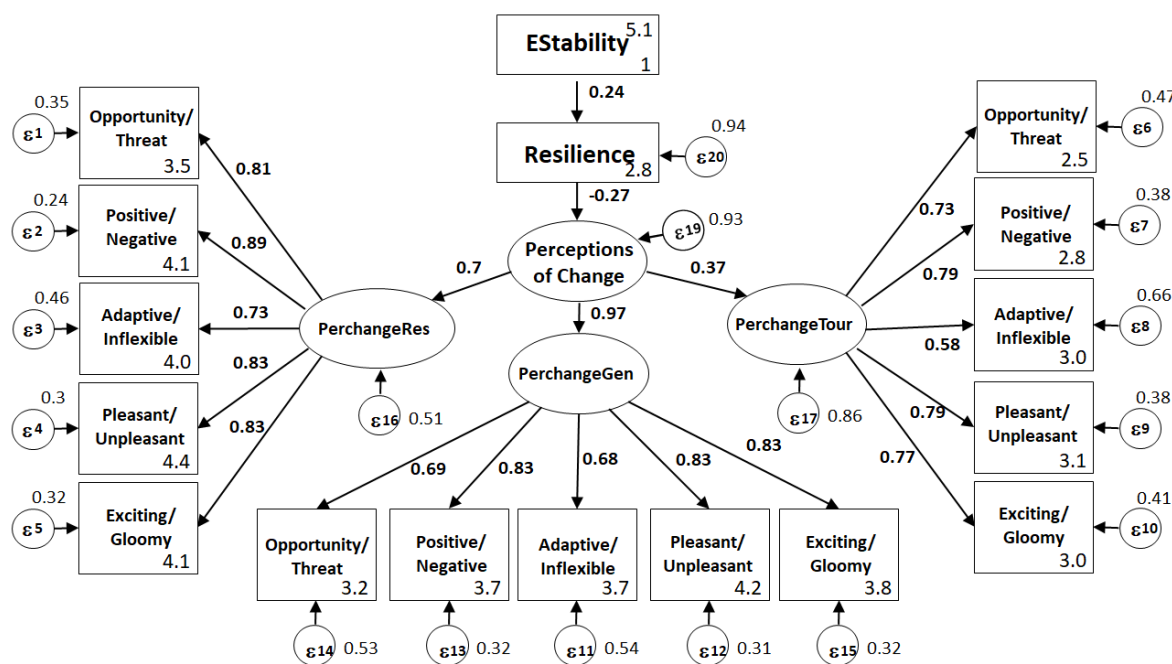 5.1
EStability
1
0.24
Resilience
2.8
0.94
ε20
-0.27
Perceptions
of Change
ε19
0.93
0.7
0.97
0.37
0.35
ε1
Opportunity/
Threat
3.5
0.81
0.24
ε2
Positive/
Negative
4.1
0.89
0.46
ε3
Adaptive/
Inflexible
4.0
0.73
0.3
ε4
Pleasant/
Unpleasant
4.4
0.83
0.32
ε5
Exciting/
Gloomy
4.1
0.83
PerchangeRes
ε16
0.51
PerchangeGen
0.69
0.83
0.68
0.83
0.83
Opportunity/
Threat
3.2
Positive/
Negative
3.7
Adaptive/
Inflexible
3.7
Pleasant/
Unpleasant
4.2
Exciting/
Gloomy
3.8
ε14 0.53
ε13 0.32
ε11 0.54
ε12 0.31
ε15 0.32
PerchangeTour
ε17
0.86
0.73
Opportunity/
Threat
2.5
0.47
ε6
0.79
Positive/
Negative
2.8
0.38
ε7
0.58
Adaptive/
Inflexible
3.0
0.66
ε8
0.79
Pleasant/
Unpleasant
3.1
0.38
ε9
0.77
Exciting/
Gloomy
3.0
0.41
ε10